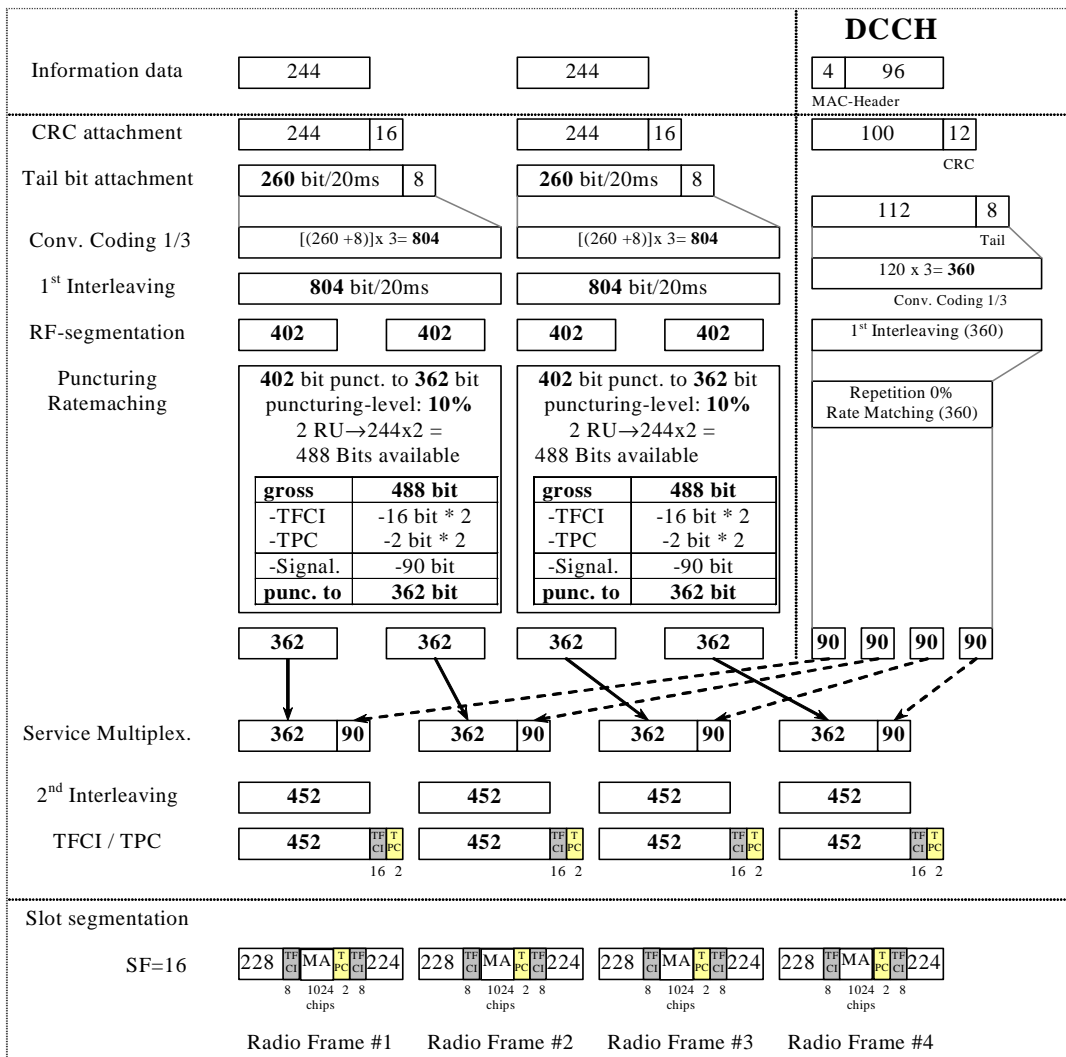 DCCH
Information data 244 244 4 96
MAC-Header
CRC attachment 244 16 244 16 100 12
CRC
Tail bit attachment 260 bit/20ms 8 260 bit/20ms 8
112 8
Tail
Conv. Coding 1/3 [(260 +8)]x 3= 804 [(260 +8)]x 3= 804
120 x 3= 360
Conv. Coding 1/3
1st Interleaving 804 bit/20ms 804 bit/20ms
RF-segmentation 402 402 402 402 1st Interleaving (360)
Puncturing
Ratemaching
402 bit punct. to 362 bit
puncturing-level: 10%
2 RU→244x2 =
488 Bits available
gross 488 bit
-TFCI -16 bit * 2
-TPC -2 bit * 2
-Signal. -90 bit
punc. to 362 bit
402 bit punct. to 362 bit
puncturing-level: 10%
2 RU→244x2 =
488 Bits available
gross 488 bit
-TFCI -16 bit * 2
-TPC -2 bit * 2
-Signal. -90 bit
punc. to 362 bit
Repetition 0%
Rate Matching (360)
362 362 362 362 90 90 90 90
Service Multiplex. 362 90 362 90 362 90 362 90
2nd Interleaving 452 452 452 452
TFCI / TPC 452 TF CI T PC 452 TF CI T PC 452 TF CI T PC 452 TF CI T PC
16 2 16 2 16 2 16 2
Slot segmentation
SF=16 228 TF CI MA T PC TF CI 224 228 TF CI MA T PC TF CI 224 228 TF CI MA T PC TF CI 224 228 TF CI MA T PC TF CI 224
8 1024 2 8 8 1024 2 8 8 1024 2 8 8 1024 2 8
chips chips chips chips
Radio Frame #1 Radio Frame #2 Radio Frame #3 Radio Frame #4